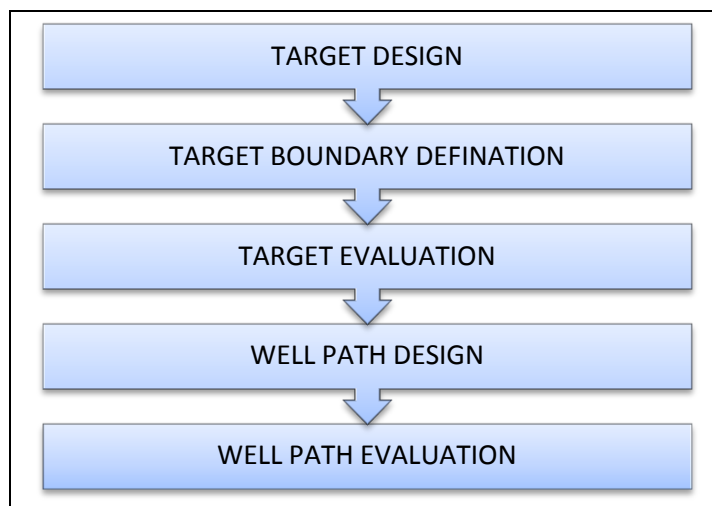 TARGET DESIGN
TARGET BOUNDARY DEFINATION
TARGET EVALUATION
WELL PATH DESIGN
WELL PATH EVALUATION